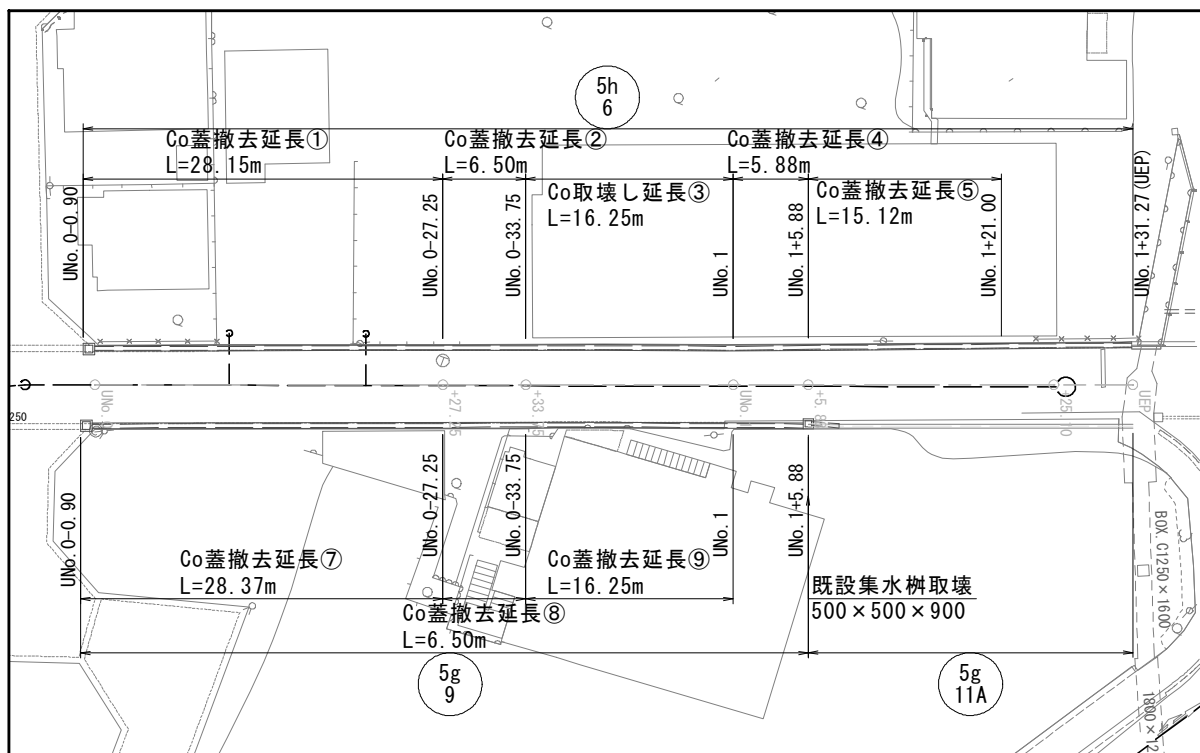 5h
6
Co蓋撤去延長①
L=28.15m
Co蓋撤去延長②
L=6.50m
Co蓋撤去延長④
L=5.88m
Co取壊し延長③
L=16.25m
Co蓋撤去延長⑤
L=15.12m
UNo.0-0.90
UNo.0-27.25
UNo.0-33.75
UNo.1
UNo.1+5.88
UNo.1+21.00
UNo.1+31.27(UEP)
250
UEP
UNo.0-0.90
UNo.0-27.25
UNo.0-33.75
UNo.1
UNo.1+5.88
Co蓋撤去延長⑦
L=28.37m
Co蓋撤去延長⑧
L=6.50m
Co蓋撤去延長⑨
L=16.25m
既設集水桝取壊
500×500×900
BOX C1250×1600
5g
9
5g
11A